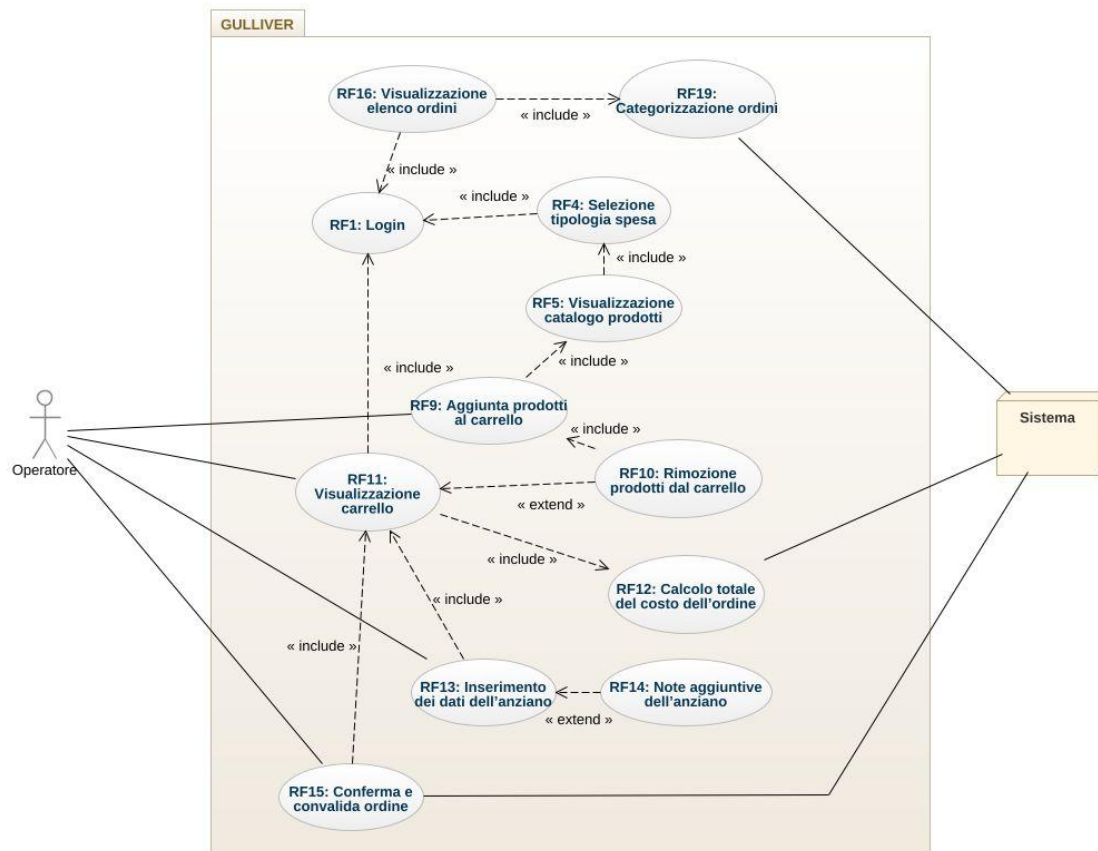 GULLIVER
RF16: Visualizzazione
elenco ordini
« include »
RF19:
Categorizzazione ordini
« include »
« include »
RF4: Selezione
tipologia spesa
RF1: Login
« include »
RF5: Visualizzazione
catalogo prodotti
« include »
« include »
RF9: Aggiunta prodotti
al carrello
Operatore
Sistema
« include »
RF11:
Visualizzazione
carrello
RF10: Rimozione
prodotti dal carrello
« extend »
« include »
RF12: Calcolo totale
del costo dell’ordine
« include »
« include »
RF13: Inserimento
dei dati dell’anziano
RF14: Note aggiuntive
dell’anziano
« extend »
RF15: Conferma e
convalida ordine